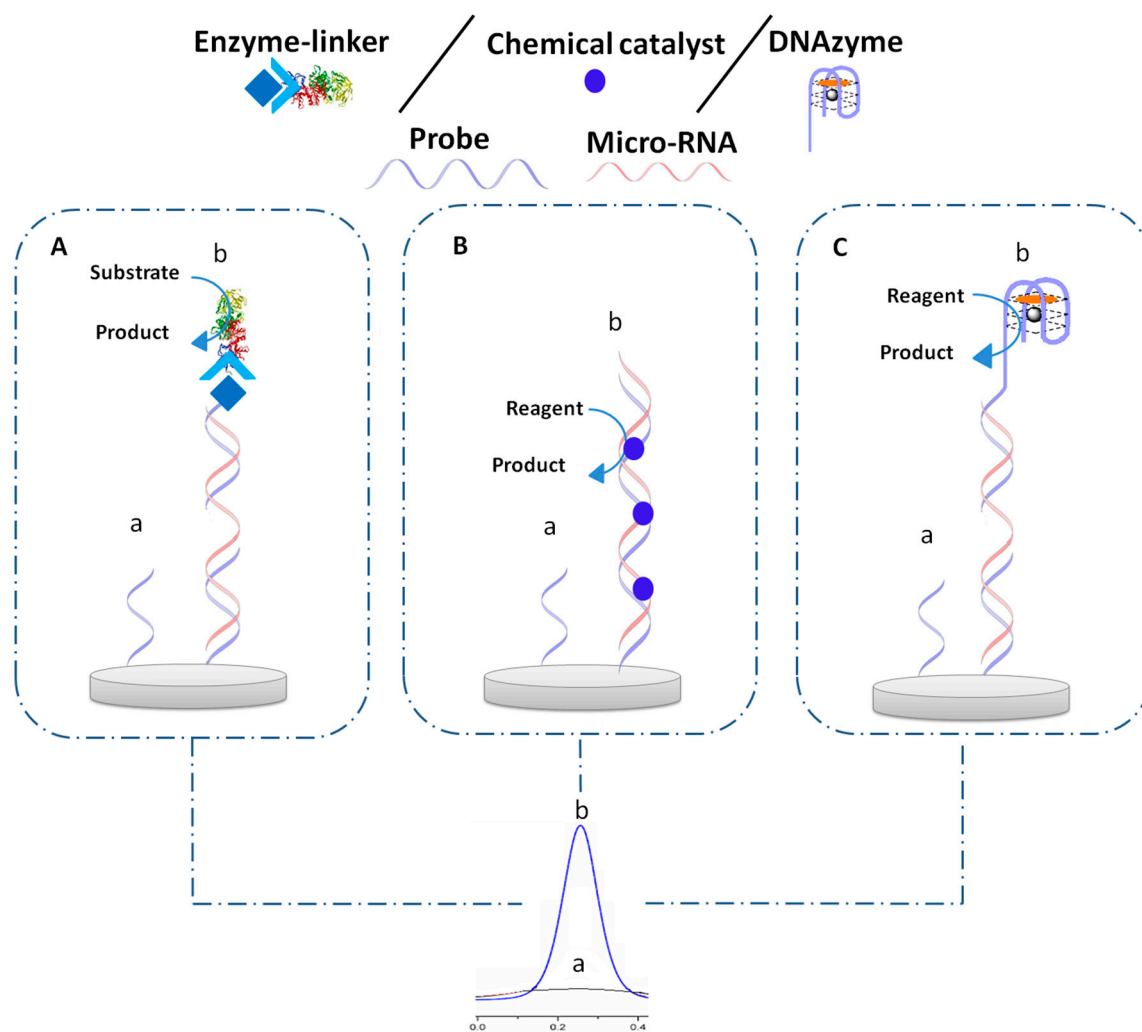 Enzyme-linker
Chemical catalyst
DNAzyme
Probe
Micro-RNA
A
b
Substrate
Product
a
B
b
Reagent
Product
a
C
b
Reagent
Product
a
b
a
0.0 0.2 0.4